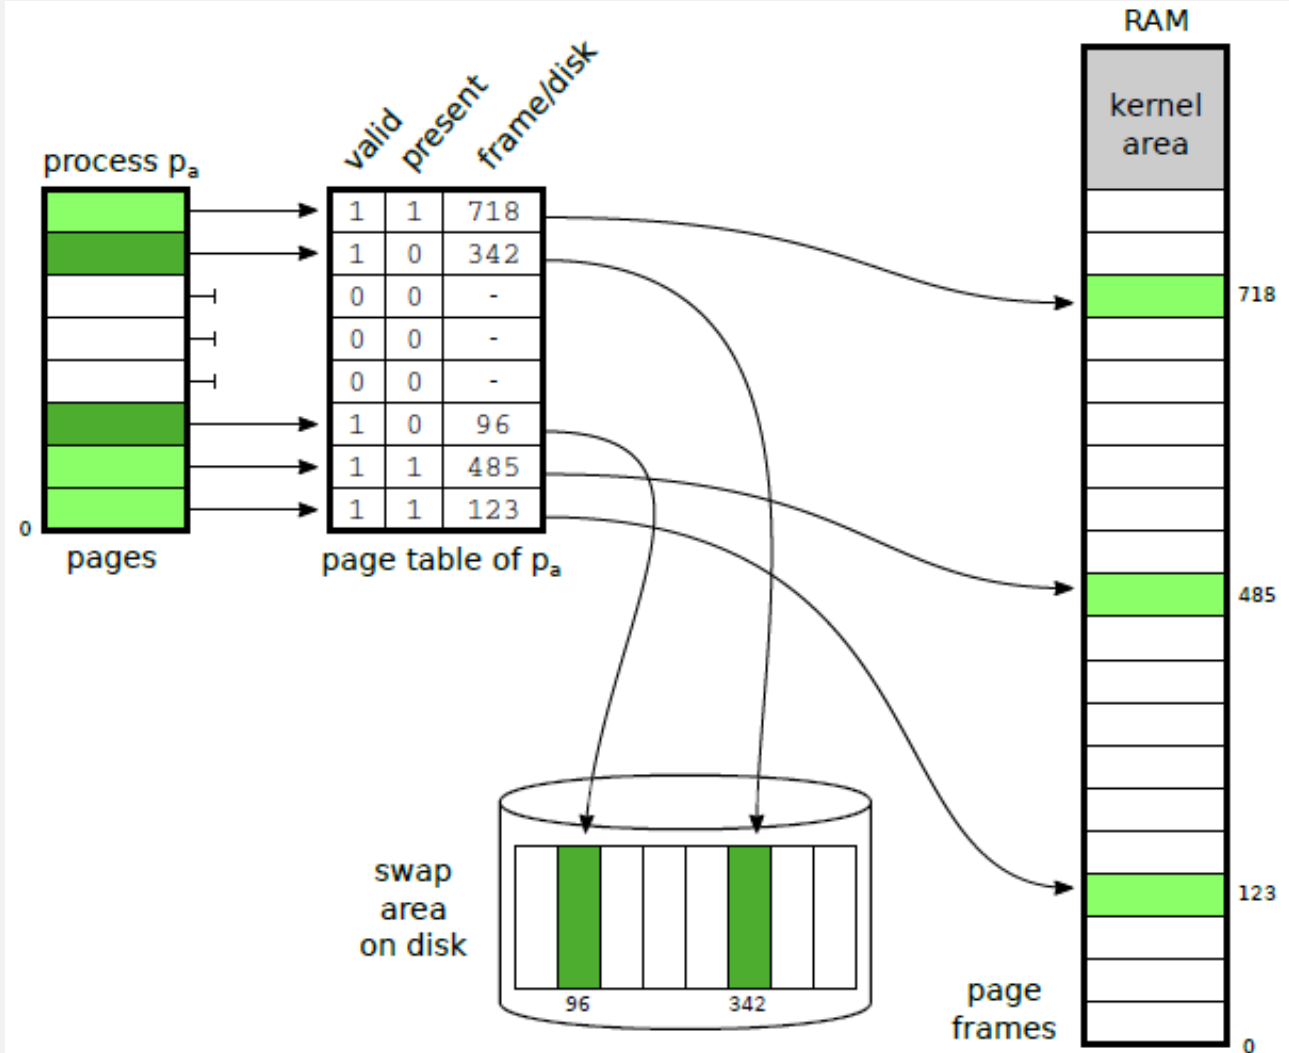 RAM
kernel
area
valid
present
frame/disk
process pₐ
1 1 718
1 0 342
0 0 -
0 0 -
0 0 -
1 0 96
1 1 485
1 1 123
0
pages
page table of pₐ
718
485
123
swap
area
on disk
96
342
page
frames
0